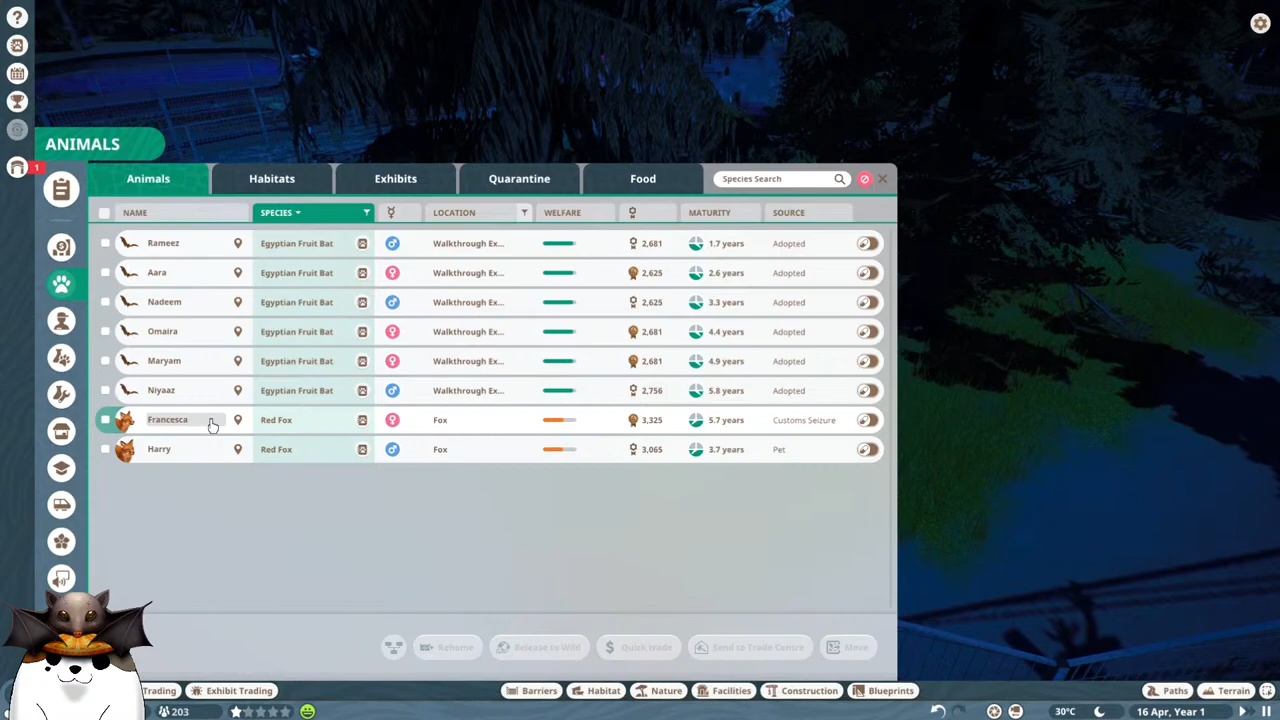 ?
1
ANIMALS
Animals
Habitats
Exhibits
Quarantine
Food
Species Search
NAME
SPECIES
LOCATION
WELFARE
MATURITY
SOURCE
Rameez Egyptian Fruit Bat Walkthrough Ex... 2,681 1.7 years Adopted
Aara Egyptian Fruit Bat Walkthrough Ex... 2,625 2.6 years Adopted
Nadeem Egyptian Fruit Bat Walkthrough Ex... 2,625 3.3 years Adopted
Omaira Egyptian Fruit Bat Walkthrough Ex... 2,681 4.4 years Adopted
Maryam Egyptian Fruit Bat Walkthrough Ex... 2,681 4.9 years Adopted
Niyaaz Egyptian Fruit Bat Walkthrough Ex... 2,756 5.8 years Adopted
Francesca Red Fox Fox 3,325 5.7 years Customs Seizure
Harry Red Fox Fox 3,065 3.7 years Pet
Rehome
Release to Wild
$ Quick trade
Send to Trade Centre
Move
Trading
Exhibit Trading
Barriers
Habitat
Nature
Facilities
Construction
Blueprints
Paths
Terrain
203
30°C
16 Apr, Year 1